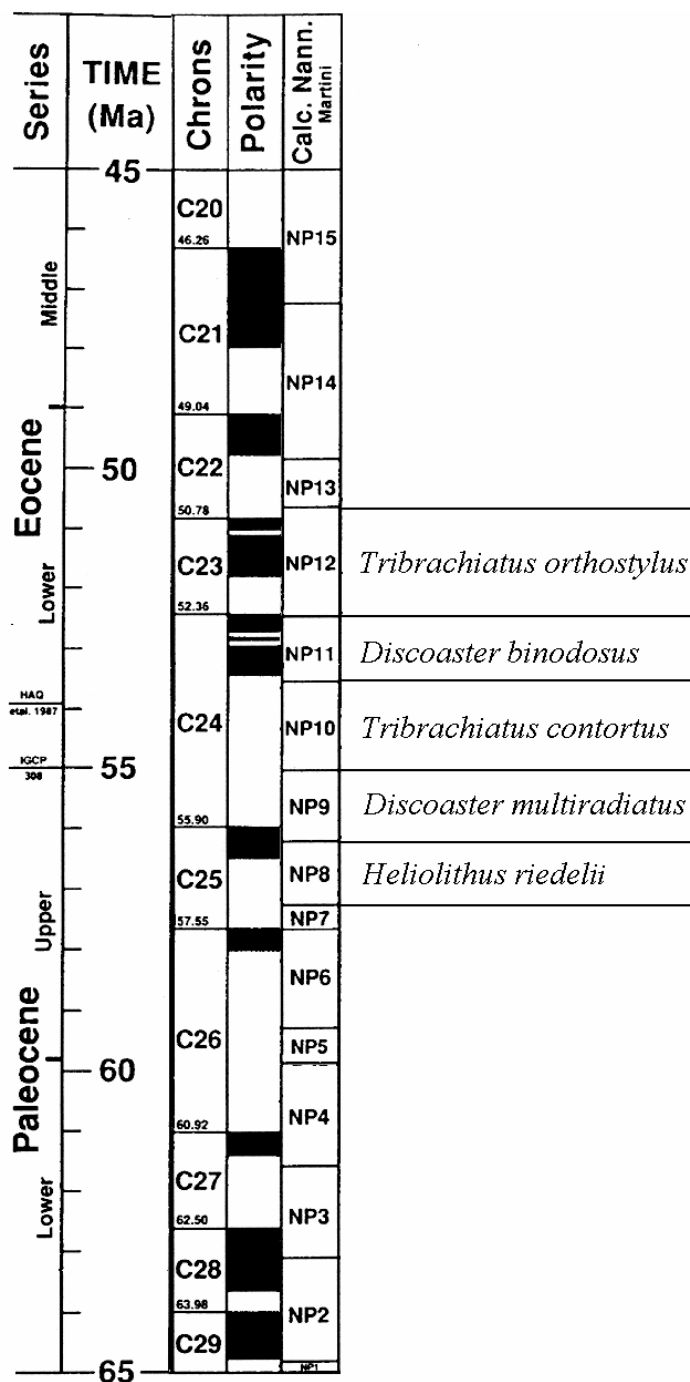 Series
TIME
(Ma)
Chrons
Polarity
Calc. Nann.
Martini
45
C20
46.26
NP15
Middle
C21
NP14
49.04
Eocene
50
C22
NP13
50.78
C23
NP12
Tribrachiatus orthostylus
Lower
52.36
NP11
Discoaster binodosus
HAQ
etal. 1987
C24
NP10
Tribrachiatus contortus
IGCP
308
55
NP9
Discoaster multiradiatus
55.90
C25
NP8
Heliolithus riedelii
Upper
57.55
NP7
NP6
C26
NP5
Paleocene
60
NP4
60.92
C27
Lower
62.50
NP3
C28
63.98
NP2
C29
65
NP1